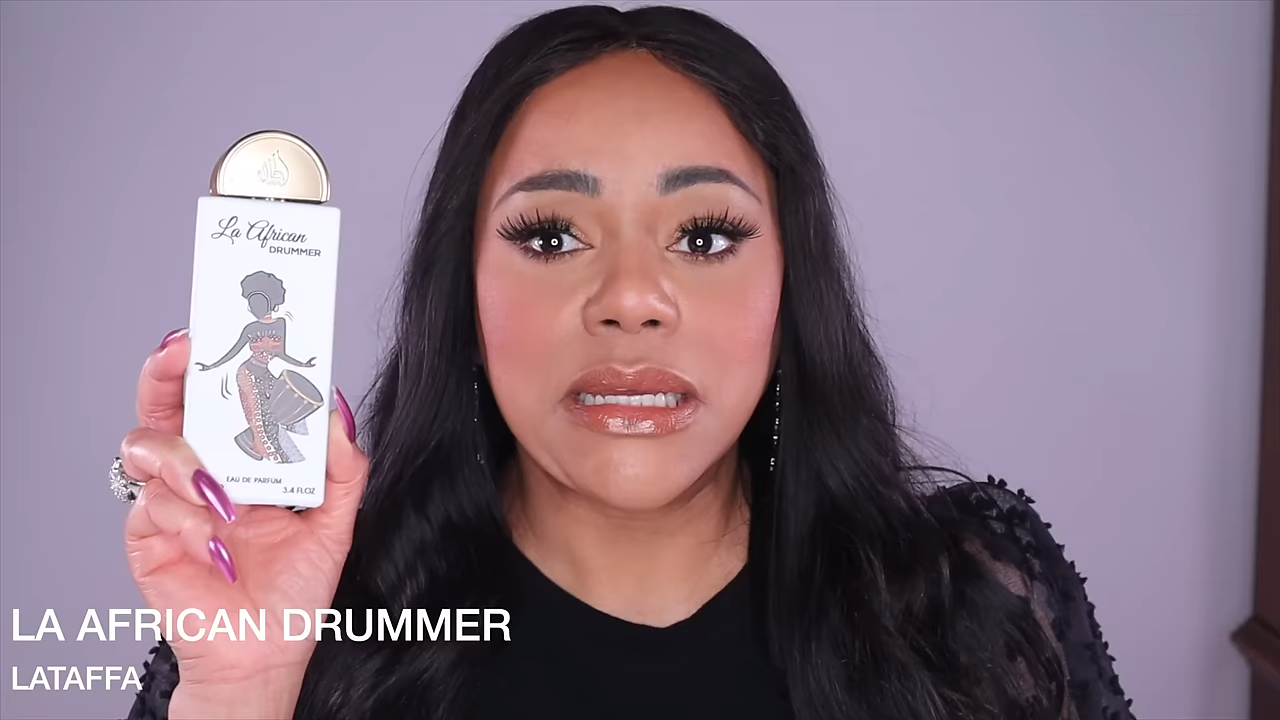 La African
DRUMMER
EAU DE PARFUM
3.4 FL.OZ
LA AFRICAN DRUMMER
LATAFFA